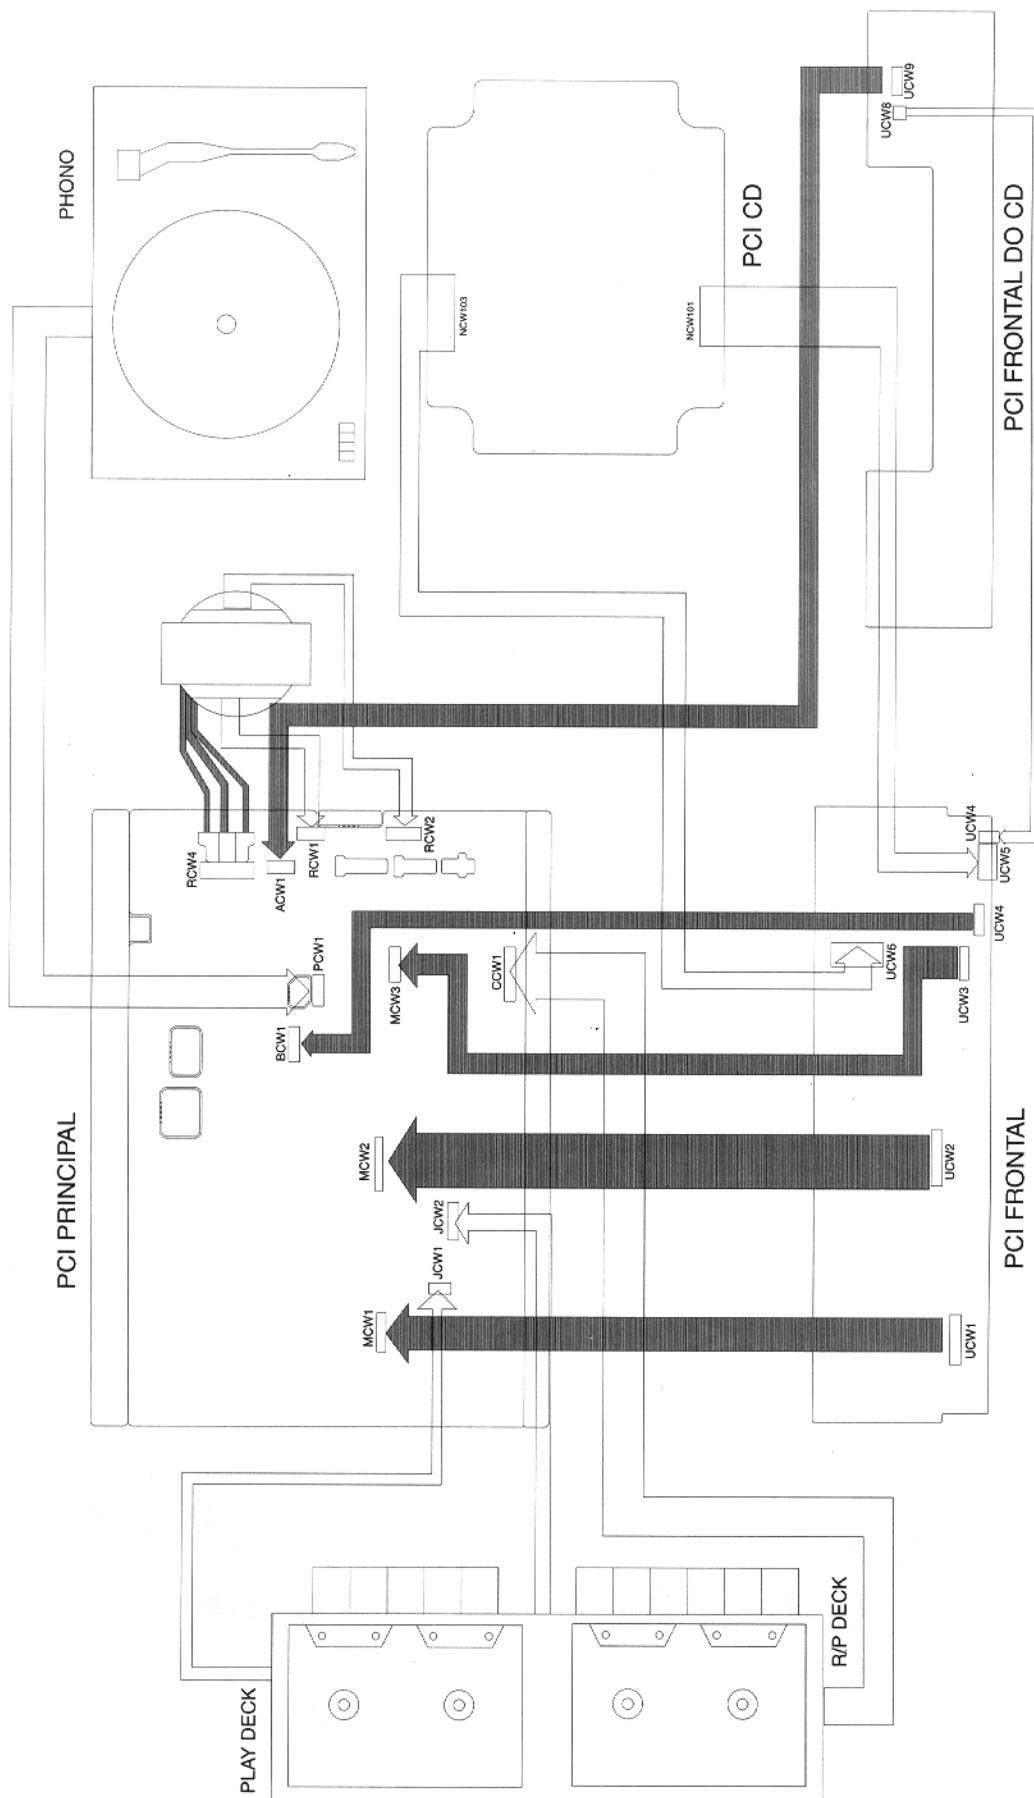 PHONO
PCI CD
PCI FRONTAL DO CD
UCW9
UCW8
NCW103
NCW101
PCI PRINCIPAL
RCW4
ACW1
RCW1
RCW2
PCW1
BCW1
MCW3
CCW1
MCW2
JCW2
JCW1
MCW1
UCW4
UCW5
UCW4
UCW6
UCW3
UCW2
UCW1
PCI FRONTAL
PLAY DECK
R/P DECK